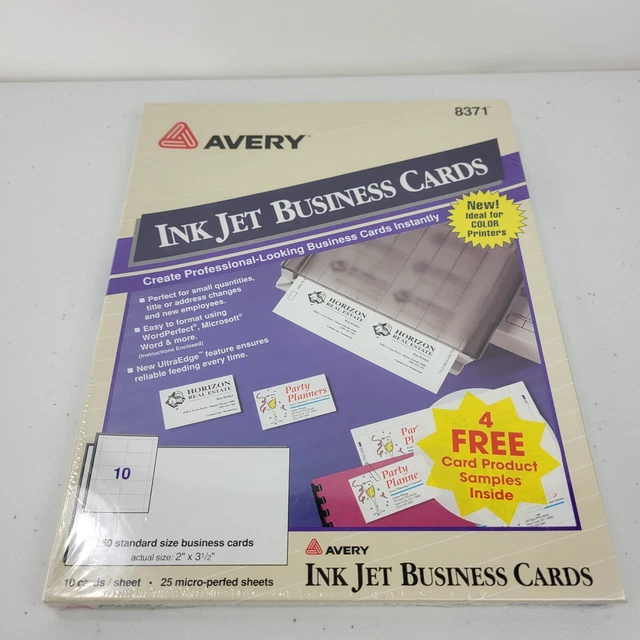 8371
AVERY
INK JET BUSINESS CARDS
New!
Ideal for
COLOR
Printers
Create Professional-Looking Business Cards Instantly
▪ Perfect for small quantities,
title or address changes
and new employees.
▪ Easy to format using
WordPerfect®, Microsoft®
Word & more.
(Instructions Enclosed)
▪ New UltraEdge™ feature ensures
reliable feeding every time.
HORIZON
REAL ESTATE
HORIZON
REAL ESTATE
HORIZON
REAL ESTATE
Party
Planners
Party
Party
Planne
4
FREE
Card Product
Samples
Inside
10
50 standard size business cards
actual size: 2" x 3 1/2"
10 cards / sheet • 25 micro-perfed sheets
AVERY
INK JET BUSINESS CARDS